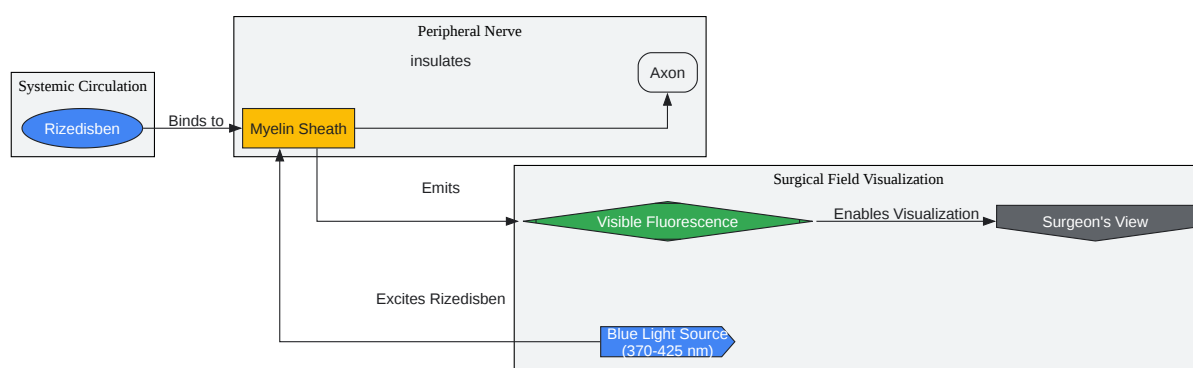 Peripheral Nerve
insulates
Axon
Systemic Circulation
Rizedisben
Binds to
Myelin Sheath
Emits
Surgical Field Visualization
Visible Fluorescence
Enables Visualization
Surgeon's View
Excites Rizedisben
Blue Light Source
(370-425 nm)